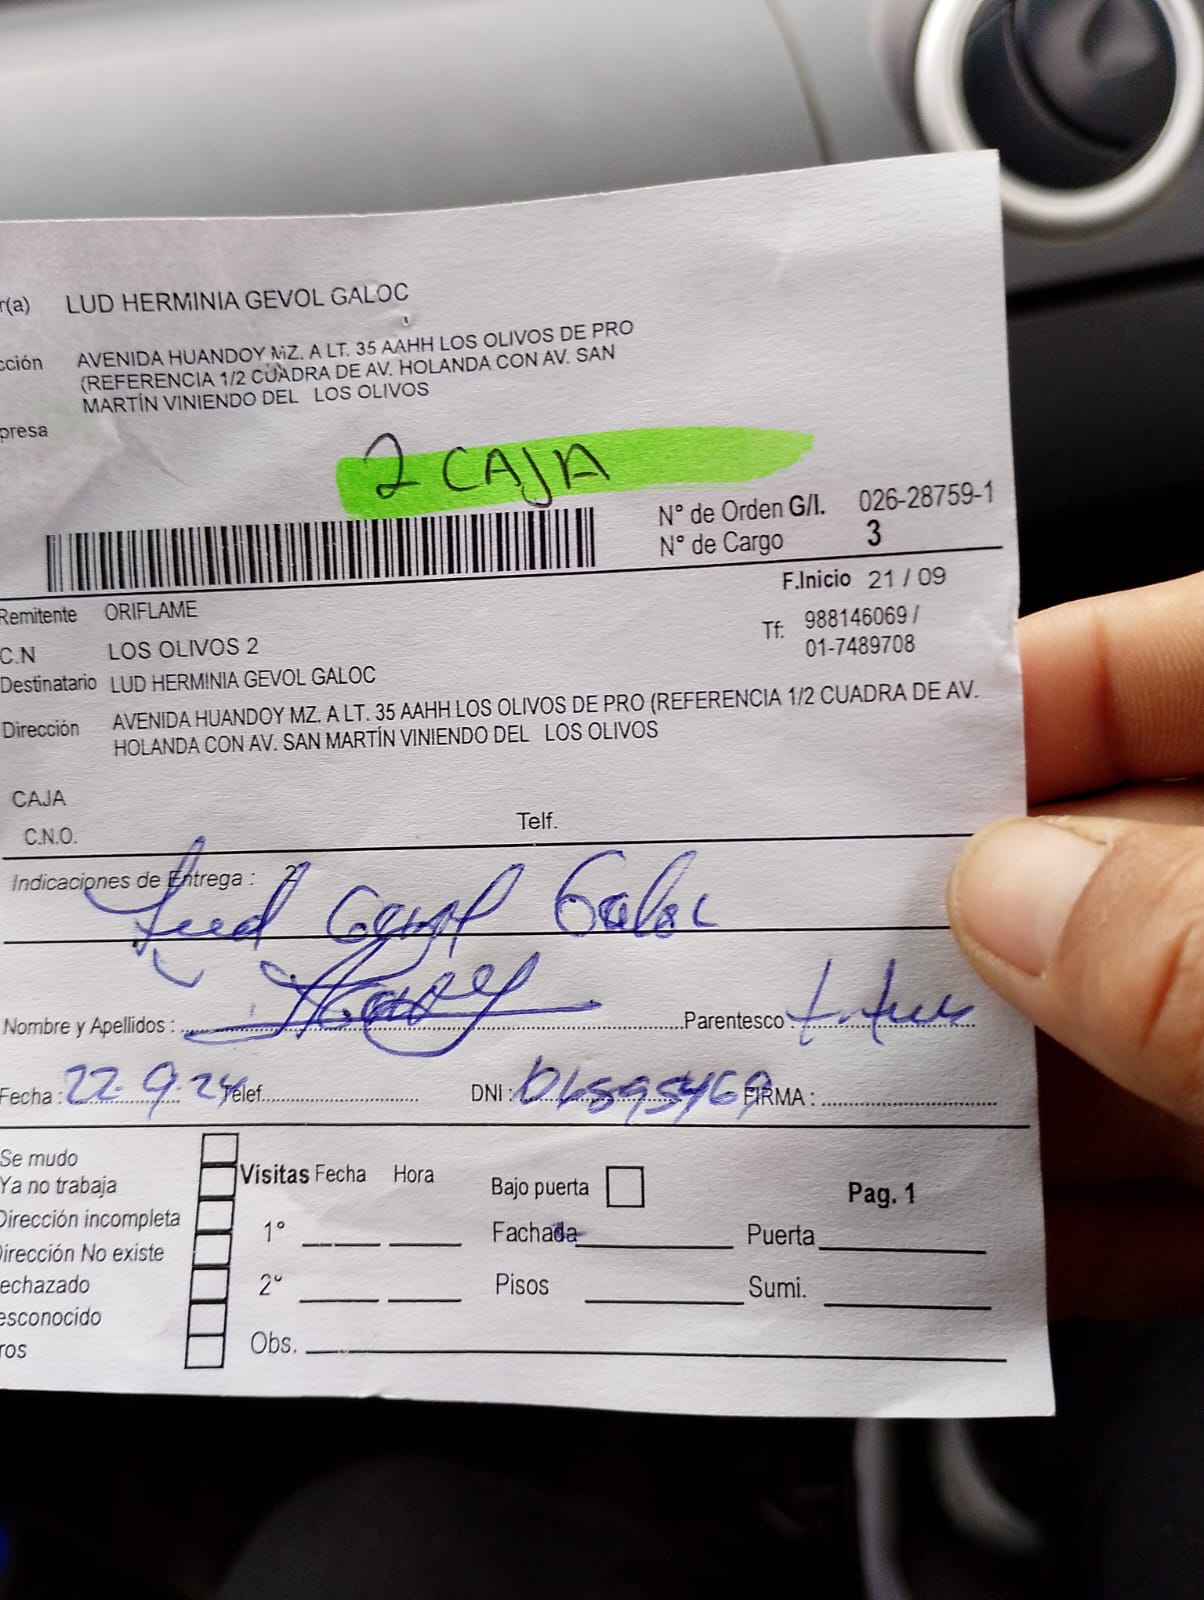 r(a) LUD HERMINIA GEVOL GALOC
cción AVENIDA HUANDOY MZ. A LT. 35 AAHH LOS OLIVOS DE PRO
(REFERENCIA 1/2 CUADRA DE AV. HOLANDA CON AV. SAN
MARTÍN VINIENDO DEL LOS OLIVOS
presa
2 CAJA
N° de Orden G/I. 026-28759-1
N° de Cargo 3
F.Inicio 21 / 09
Remitente ORIFLAME
Tf: 988146069 /
01-7489708
C.N LOS OLIVOS 2
Destinatario LUD HERMINIA GEVOL GALOC
Dirección AVENIDA HUANDOY MZ. A LT. 35 AAHH LOS OLIVOS DE PRO (REFERENCIA 1/2 CUADRA DE AV.
HOLANDA CON AV. SAN MARTÍN VINIENDO DEL LOS OLIVOS
CAJA
C.N.O. Telf.
Indicaciones de Entrega : 2
Lud Gevol Galoc
Nombre y Apellidos : Parentesco :
Fecha : 22-9-24 Telef. DNI : FIRMA :
Se mudo
Ya no trabaja
Dirección incompleta
Dirección No existe
echazado
esconocido
ros
Visitas Fecha Hora Bajo puerta Pag. 1
1° Fachada Puerta
2° Pisos Sumi.
Obs.